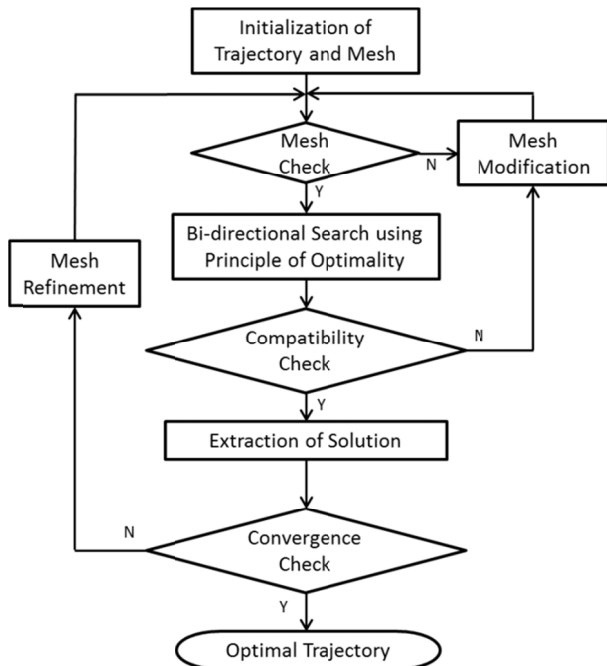 Initialization of
Trajectory and Mesh
Mesh
Check
N
Mesh
Modification
Y
Bi-directional Search using
Principle of Optimality
Mesh
Refinement
Compatibility
Check
N
Y
Extraction of Solution
N
Convergence
Check
Y
Optimal Trajectory